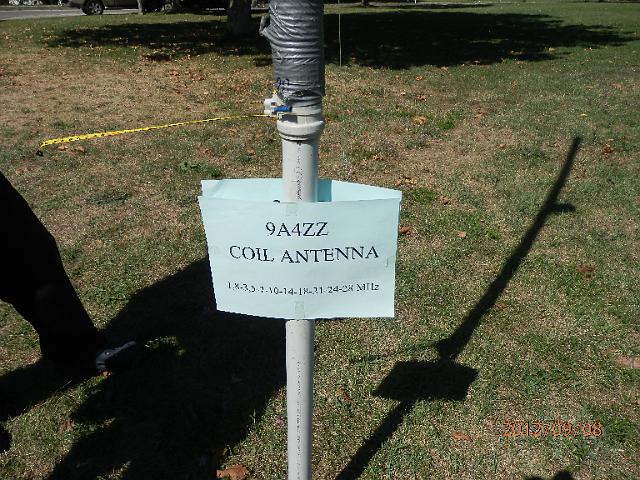 9A4ZZ
COIL ANTENNA
1,8-3,5-7-10-14-18-21-24-28 MHz
2012/09/08